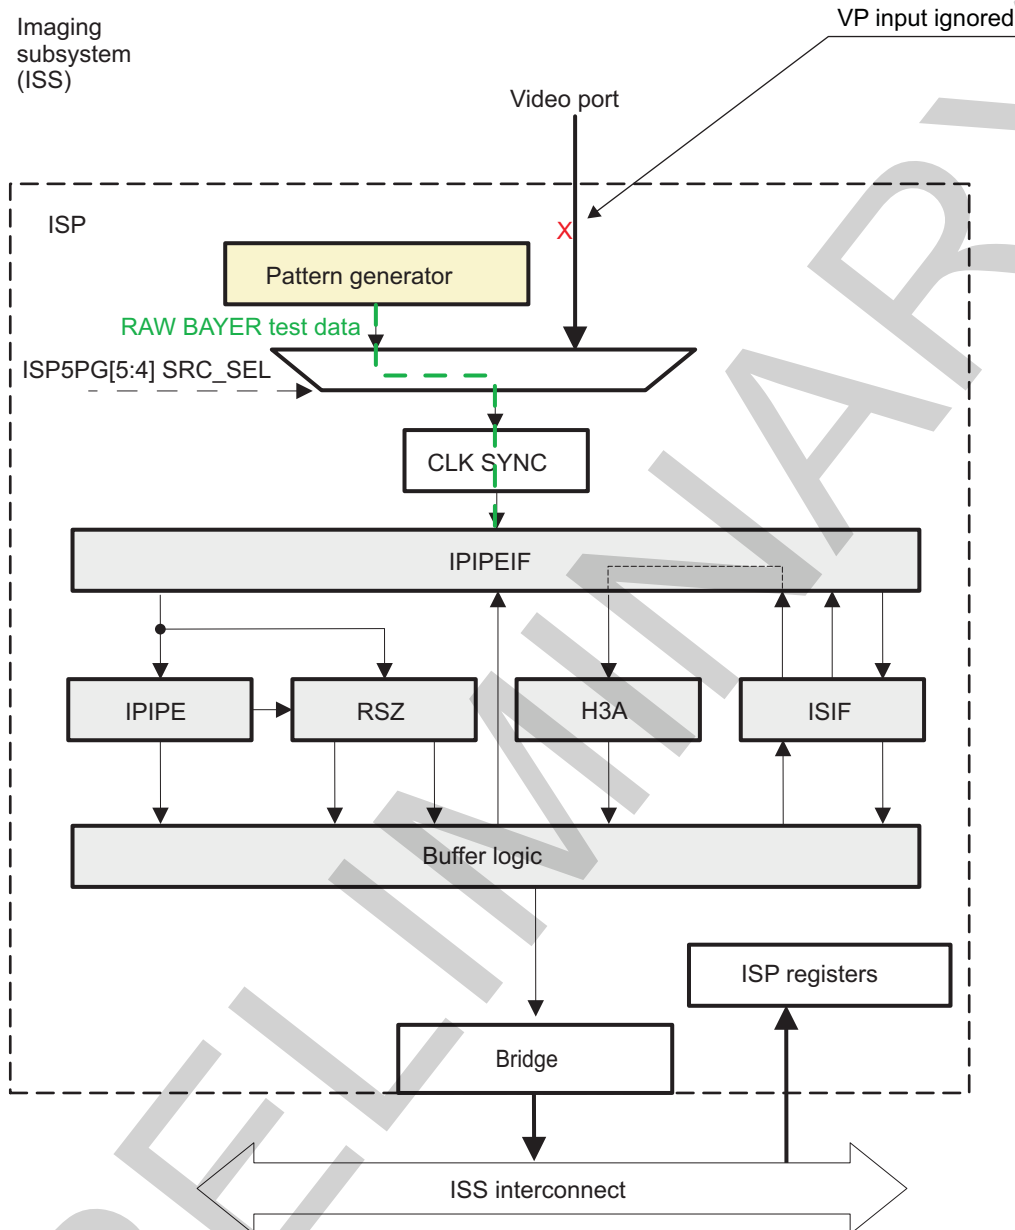 Imaging
subsystem
(ISS)
VP input ignored
Video port
ISP
X
Pattern generator
RAW BAYER test data
ISP5PG[5:4] SRC_SEL
CLK SYNC
IPIPEIF
IPIPE
RSZ
H3A
ISIF
Buffer logic
ISP registers
Bridge
ISS interconnect
PRELIMINARY